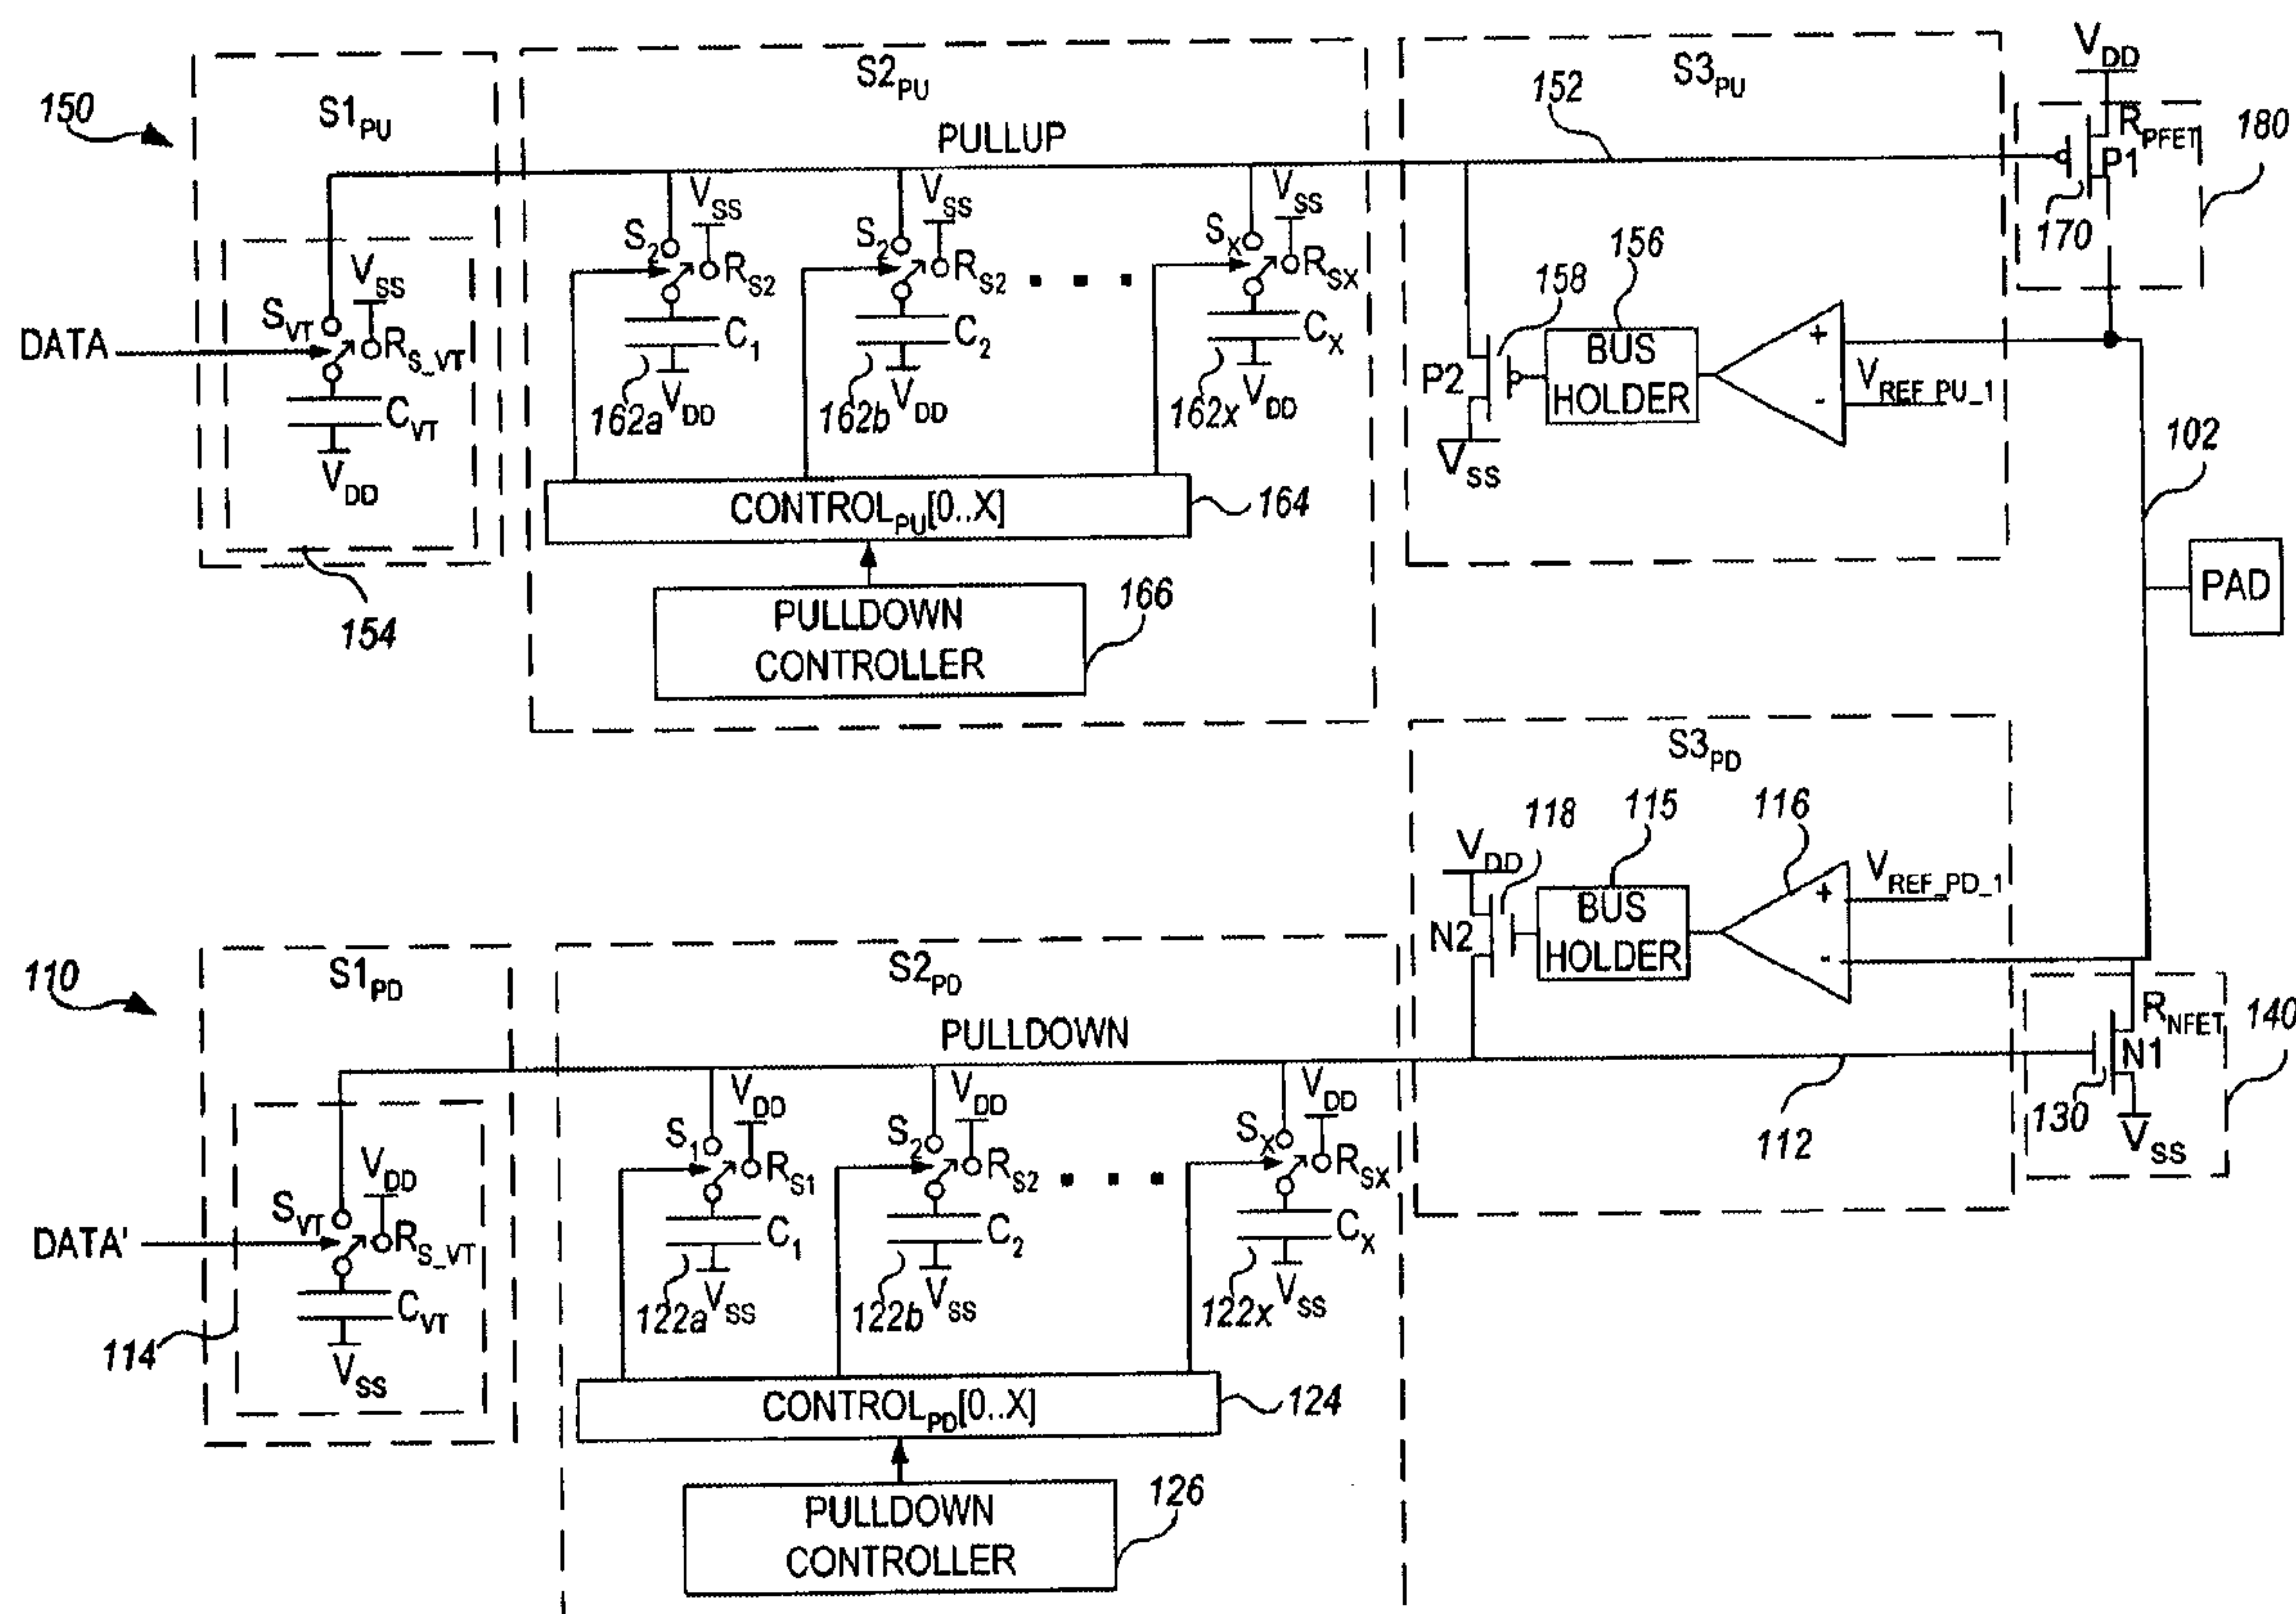 150
S1PU
S2PU
S3PU
VDD
PULLUP
152
RPFET
180
P1
170
VSS
SVT
RS_VT
DATA
CVT
VDD
154
VSS
S2
RS2
C1
162a
VDD
VSS
S2
RS2
C2
162b
VDD
VSS
SX
RSX
CX
162x
VDD
CONTROLPU[0..X]
164
PULLDOWN
CONTROLLER
166
156
158
BUS
HOLDER
P2
VSS
+
-
VREF_PU_1
102
PAD
110
S1PD
S2PD
S3PD
PULLDOWN
118
115
116
VDD
N2
BUS
HOLDER
+
-
VREF_PD_1
RNFET
140
N1
130
VSS
112
VDD
SVT
RS_VT
DATA'
CVT
VSS
114
VDD
S1
RS1
C1
122a
VSS
VDD
S2
RS2
C2
122b
VSS
VDD
SX
RSX
CX
122x
VSS
CONTROLPD[0..X]
124
PULLDOWN
CONTROLLER
126